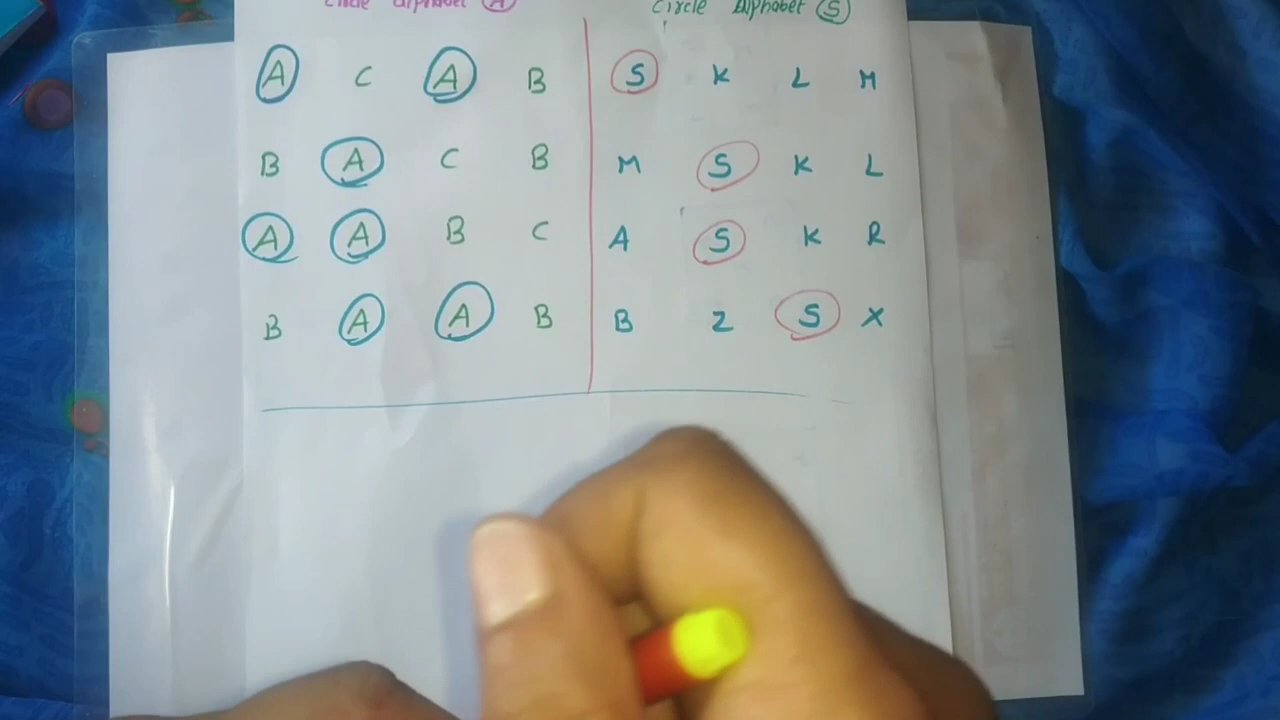 Circle Alphabet A
A C A B
B A C B
A A B C
B A A B
Circle Alphabet S
S K L M
M S K L
A S K R
B Z S X